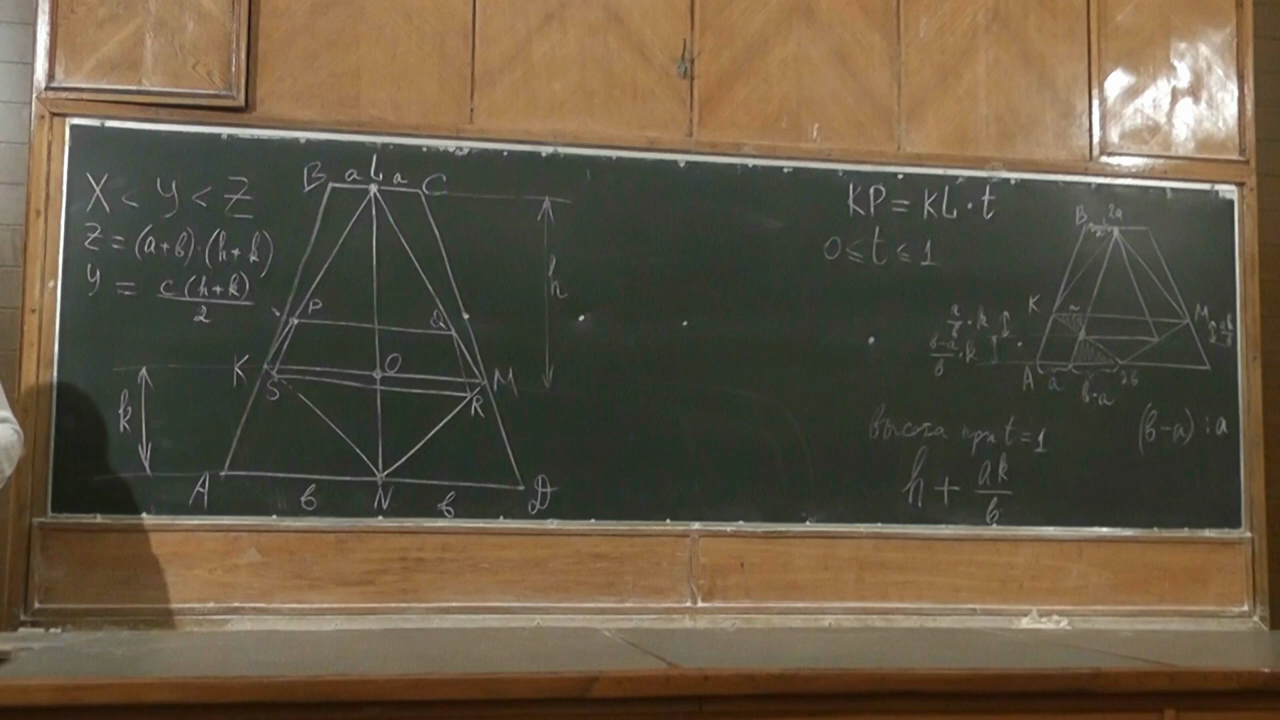 X < y < Z
Z = (a+b)·(h+k)
y = c(h+k)/2
B a L a C
h
P Q
K O M
S R
k
A b N b D
KP = KL·t
0 ≤ t ≤ 1
B 2a
K M
a/b·k
(b-a)/b·k
A a 2b
b-a
высота при t=1
(b-a):a
h + ak/b